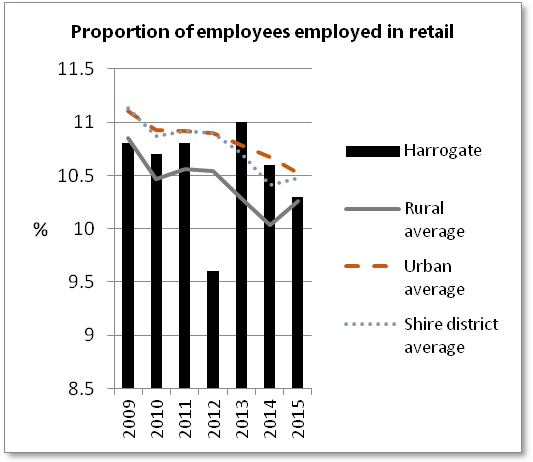 Proportion of employees employed in retail
11.5
11
10.5
10
9.5
9
8.5
%
2009
2010
2011
2012
2013
2014
2015
Harrogate
Rural
average
Urban
average
Shire district
average